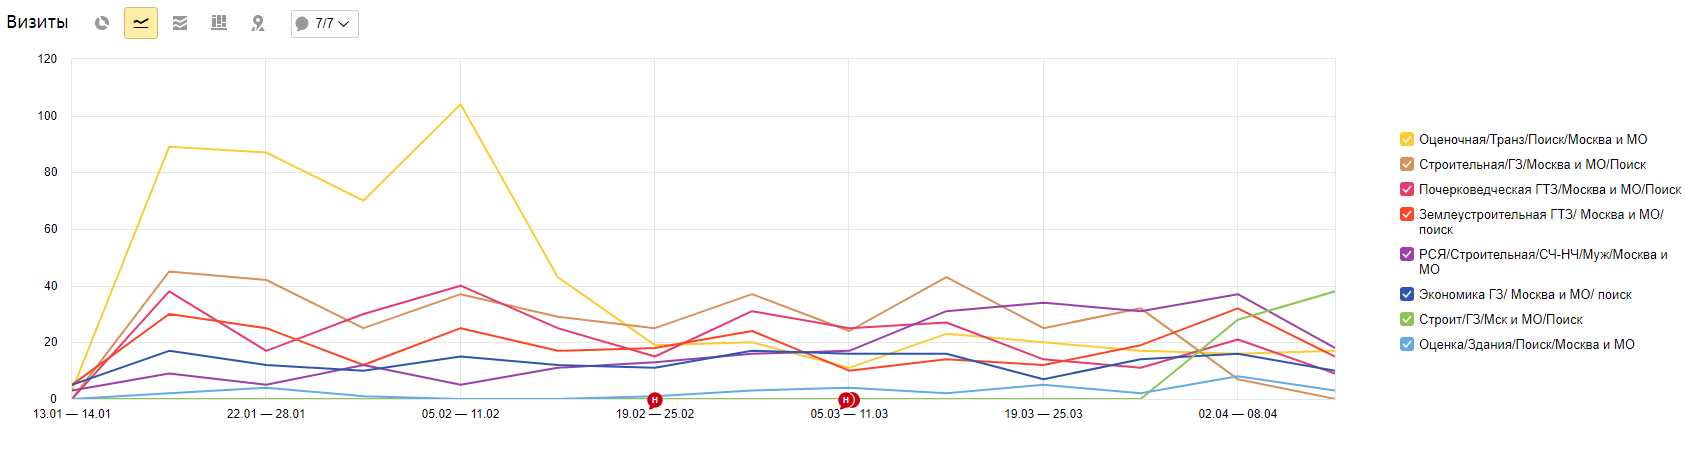 Визиты
7/7
120
100
80
60
40
20
0
13.01 — 14.01
22.01 — 28.01
05.02 — 11.02
19.02 — 25.02
05.03 — 11.03
19.03 — 25.03
02.04 — 08.04
Н
Н
Оценочная/Транз/Поиск/Москва и МО
Строительная/ГЗ/Москва и МО/Поиск
Почерковедческая ГТЗ/Москва и МО/Поиск
Землеустроительная ГТЗ/ Москва и МО/
поиск
РСЯ/Строительная/СЧ-НЧ/Муж/Москва и
МО
Экономика ГЗ/ Москва и МО/ поиск
Строит/ГЗ/Мск и МО/Поиск
Оценка/Здания/Поиск/Москва и МО